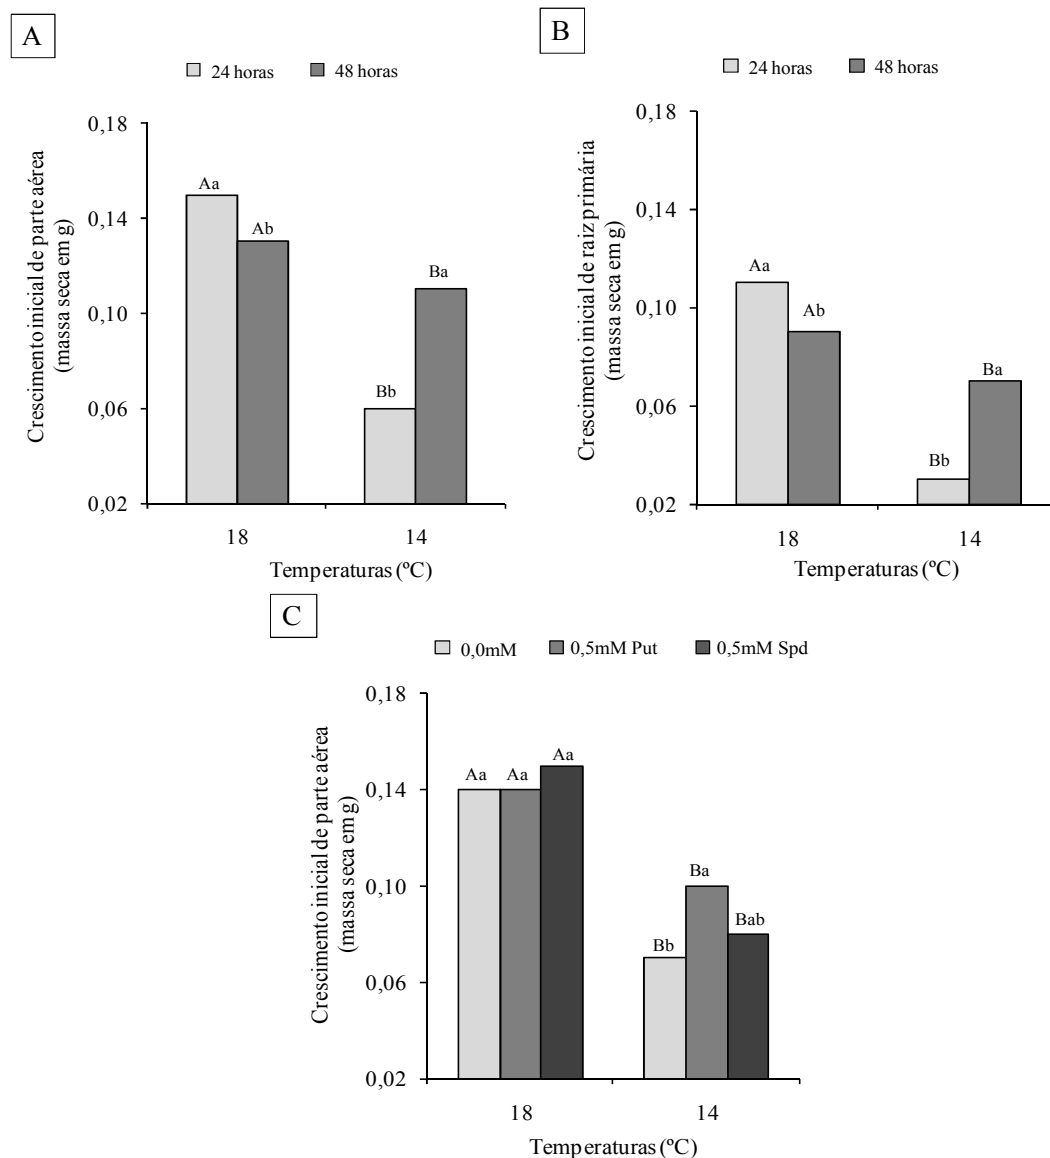 A
24 horas 48 horas
Crescimento inicial de parte aérea
(massa seca em g)
0,18
0,14
0,10
0,06
0,02
Aa
Ab
Bb
Ba
18 14
Temperaturas (ºC)
B
24 horas 48 horas
Crescimento inicial de raiz primária
(massa seca em g)
0,18
0,14
0,10
0,06
0,02
Aa
Ab
Bb
Ba
18 14
Temperaturas (ºC)
C
0,0mM 0,5mM Put 0,5mM Spd
Crescimento inicial de parte aérea
(massa seca em g)
0,18
0,14
0,10
0,06
0,02
Aa Aa Aa
Bb Ba Bab
18 14
Temperaturas (ºC)